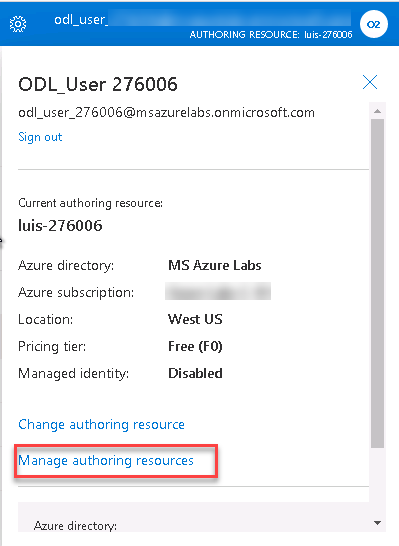 odl_user_
AUTHORING RESOURCE: luis-276006
O2
ODL_User 276006
odl_user_276006@msazurelabs.onmicrosoft.com
Sign out
Current authoring resource:
luis-276006
Azure directory: MS Azure Labs
Azure subscription:
Location: West US
Pricing tier: Free (F0)
Managed identity: Disabled
Change authoring resource
Manage authoring resources
Azure directory: